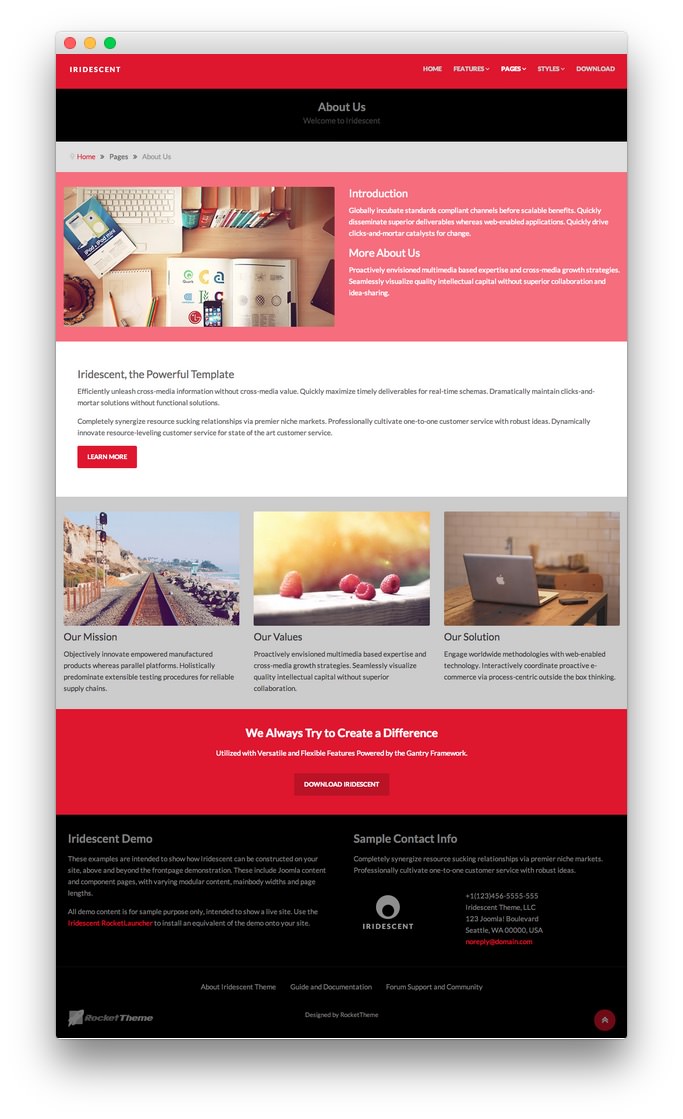 IRIDESCENT
HOME FEATURES PAGES STYLES DOWNLOAD
About Us
Welcome to Iridescent
Home » Pages » About Us
iPod + iPod mini
Introduction
Globally incubate standards compliant channels before scalable benefits. Quickly
disseminate superior deliverables whereas web-enabled applications. Quickly drive
clicks-and-mortar catalysts for change.
More About Us
Proactively envisioned multimedia based expertise and cross-media growth strategies.
Seamlessly visualize quality intellectual capital without superior collaboration and
idea-sharing.
Iridescent, the Powerful Template
Efficiently unleash cross-media information without cross-media value. Quickly maximize timely deliverables for real-time schemas. Dramatically maintain clicks-and-
mortar solutions without functional solutions.
Completely synergize resource sucking relationships via premier niche markets. Professionally cultivate one-to-one customer service with robust ideas. Dynamically
innovate resource-leveling customer service for state of the art customer service.
LEARN MORE
Our Mission
Objectively innovate empowered manufactured
products whereas parallel platforms. Holistically
predominate extensible testing procedures for reliable
supply chains.
Our Values
Proactively envisioned multimedia based expertise and
cross-media growth strategies. Seamlessly visualize
quality intellectual capital without superior
collaboration.
Our Solution
Engage worldwide methodologies with web-enabled
technology. Interactively coordinate proactive e-
commerce via process-centric outside the box thinking.
We Always Try to Create a Difference
Utilized with Versatile and Flexible Features Powered by the Gantry Framework.
DOWNLOAD IRIDESCENT
Iridescent Demo
These examples are intended to show how Iridescent can be constructed on your
site, above and beyond the frontpage demonstration. These include Joomla content
and component pages, with varying modular content, mainbody widths and page
lengths.
All demo content is for sample purpose only, intended to show a live site. Use the
Iridescent RocketLauncher to install an equivalent of the demo onto your site.
Sample Contact Info
Completely synergize resource sucking relationships via premier niche markets.
Professionally cultivate one-to-one customer service with robust ideas.
IRIDESCENT
+1(123)456-5555-555
Iridescent Theme, LLC
123 Joomla! Boulevard
Seattle, WA 00000, USA
noreply@domain.com
About Iridescent Theme Guide and Documentation Forum Support and Community
RocketTheme
Designed by RocketTheme